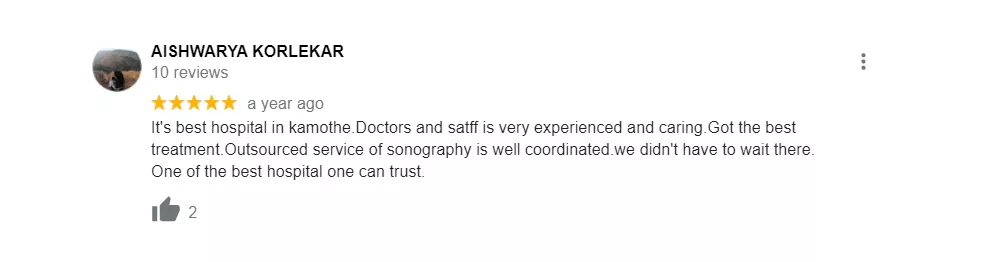 AISHWARYA KORLEKAR
10 reviews
a year ago
It's best hospital in kamothe.Doctors and satff is very experienced and caring.Got the best
treatment.Outsourced service of sonography is well coordinated.we didn't have to wait there.
One of the best hospital one can trust.
2